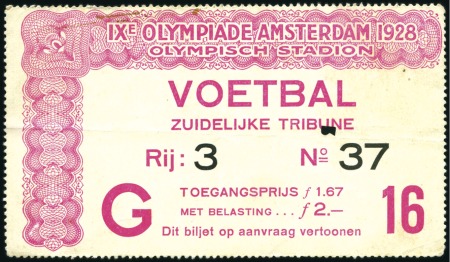 IXE OLYMPIADE AMSTERDAM 1928
OLYMPISCH STADION
VOETBAL
ZUIDELIJKE TRIBUNE
Rij: 3 No 37
G TOEGANGSPRIJS ƒ 1.67 16
MET BELASTING... ƒ 2.—
Dit biljet op aanvraag vertoonen